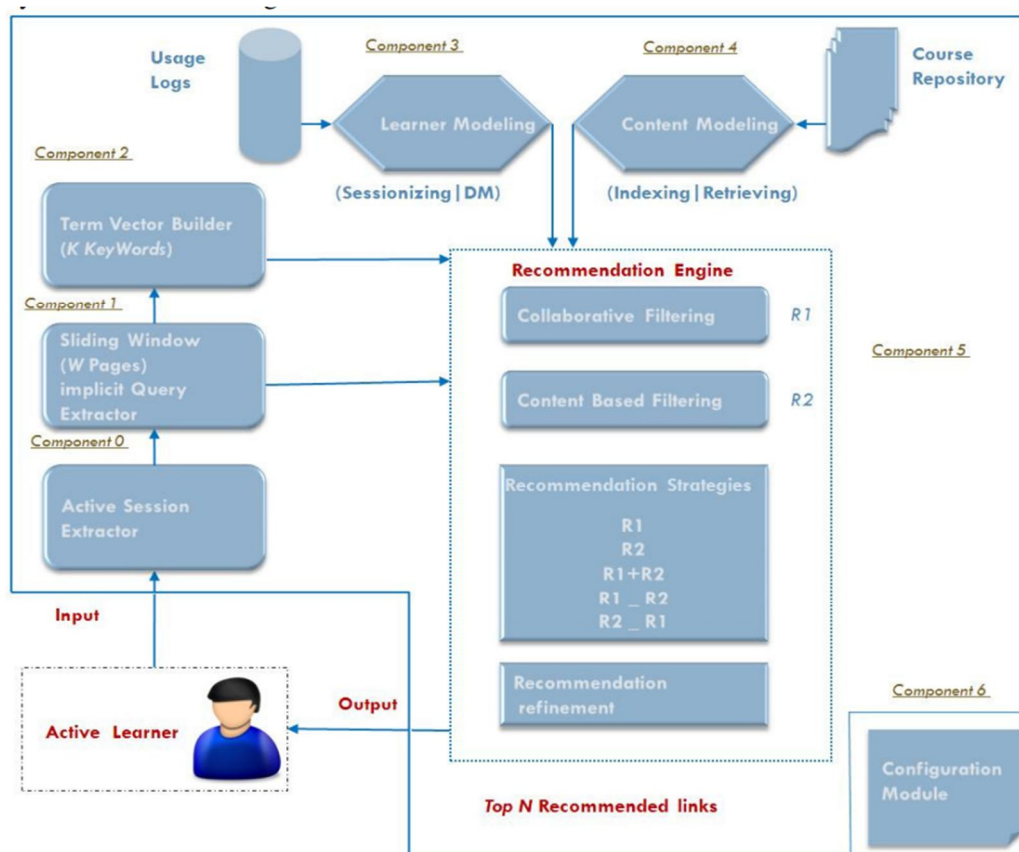 Component 3
Component 4
Usage
Logs
Course
Repository
Learner Modeling
Content Modeling
Component 2
(Sessionizing|DM)
(Indexing|Retrieving)
Term Vector Builder
(K KeyWords)
Recommendation Engine
Component 1
Collaborative Filtering
R1
Sliding Window
(W Pages)
implicit Query
Extractor
Component 5
Content Based Filtering
R2
Component 0
Active Session
Extractor
Recommendation Strategies
R1
R2
R1+R2
R1 _ R2
R2 _ R1
Input
Recommendation
refinement
Component 6
Output
Active Learner
Configuration
Module
Top N Recommended links